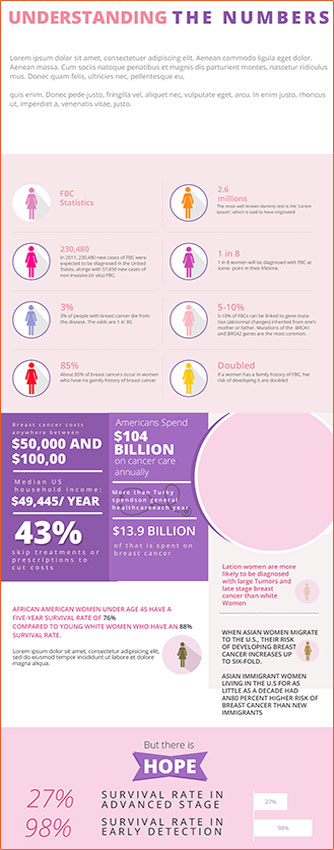 UNDERSTANDING THE NUMBERS
Lorem ipsum dolor sit amet, consectetuer adipiscing elit. Aenean commodo ligula eget dolor.
Aenean massa. Cum sociis natoque penatibus et magnis dis parturient montes, nascetur ridiculus
mus. Donec quam felis, ultricies nec, pellentesque eu,
quis enim. Donec pede justo, fringilla vel, aliquet nec, vulputate eget, arcu. In enim justo, rhoncus
ut, imperdiet a, venenatis vitae, justo.
FBC
Statistics
2.6
millions
The most well-known dummy text is the 'Lorem
Ipsum', which is said to have originated
230,480
in 2011, 230,480 new cases of FBC were
expected to be diagnosed in the United
States, along with 57,650 new cases of
non-invasive (in situ) FBC.
1 in 8
1 in 8 women will be diagnosed with FBC at
some point in their lifetime.
3%
3% of people with breast cancer die from
the disease. The odds are 1 in 30.
5-10%
5-10% of FBCs can be linked to gene muta-
tion (abnormal changes) inherited from one's
mother or father. Mutations of the BRCA1
and BRCA2 genes are the most common.
85%
About 85% of breast cancers occur in women
who have no gamily history of breast cancer
Doubled
If a women has a family history of FBC, her
risk of developing it are doubled
Breast cancer costs
anywhere between
$50,000 AND
$100,00
Median US
household income:
$49,445/ YEAR
43%
skip treatments or
prescriptions to
cut costs
Americans Spend
$104
BILLION
on cancer care
annually
More than Turky
spendson general
healthcareeach year
$13.9 BILLION
of that is spent on
breast cancer
Lation women are more
likely to be diagnosed
with large Tumors and
late stage breast
cancer than white
Women
AFRICAN AMERICAN WOMEN UNDER AGE 45 HAVE A
FIVE-YEAR SURVIVAL RATE OF 76%
COMPARED TO YOUNG WHITE WOMEN WHO HAVE AN 88%
SURVIVAL RATE.
Lorem ipsum dolor sit amet, consectetur adipisicing elit,
sed do eiusmod tempor incididunt ut labore et dolore
magna aliqua.
WHEN ASIAN WOMEN MIGRATE
TO THE U.S., THEIR RISK
OF DEVELOPING BREAST
CANCER INCREASES UP
TO SIX-FOLD.
ASIAN IMMIGRANT WOMEN
LIVING IN THE U.S FOR AS
LITTLE AS A DECADE HAD
AN80 PERCENT HIGHER RISK OF
BREAST CANCER THAN NEW
IMMIGRANTS
But there is
HOPE
27% SURVIVAL RATE IN
ADVANCED STAGE
27%
98% SURVIVAL RATE IN
EARLY DETECTION
98%